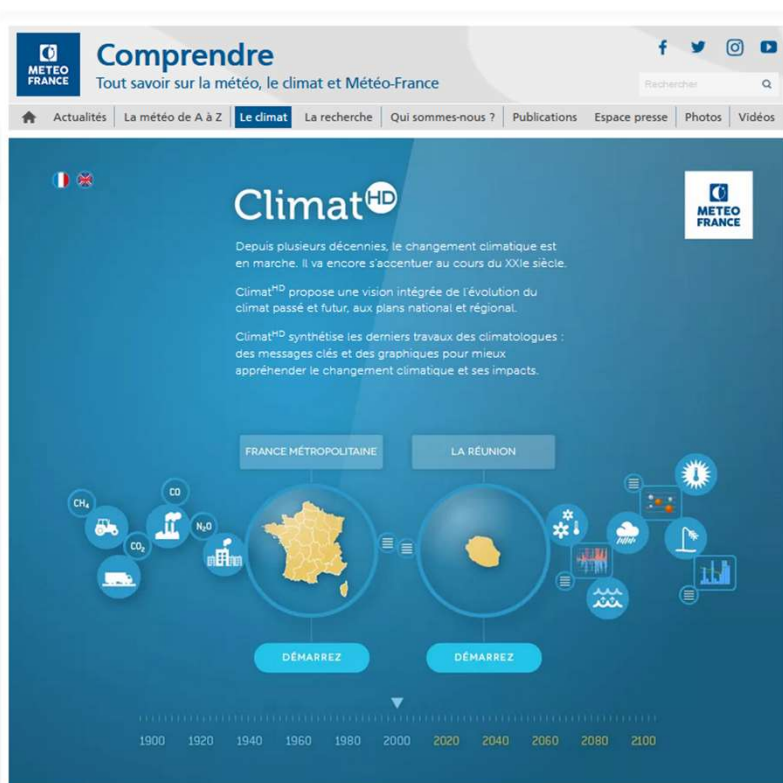 METEO
FRANCE
Comprendre
Tout savoir sur la météo, le climat et Météo-France
Rechercher
Actualités La météo de A à Z Le climat La recherche Qui sommes-nous ? Publications Espace presse Photos Vidéos
Climat HD
METEO
FRANCE
Depuis plusieurs décennies, le changement climatique est
en marche. Il va encore s'accentuer au cours du XXIe siècle.
ClimatHD propose une vision intégrée de l'évolution du
climat passé et futur, aux plans national et régional.
ClimatHD synthétise les derniers travaux des climatologues :
des messages clés et des graphiques pour mieux
appréhender le changement climatique et ses impacts.
FRANCE MÉTROPOLITAINE LA RÉUNION
CH4
CO
N2O
CO2
DÉMARREZ DÉMARREZ
1900 1920 1940 1960 1980 2000 2020 2040 2060 2080 2100